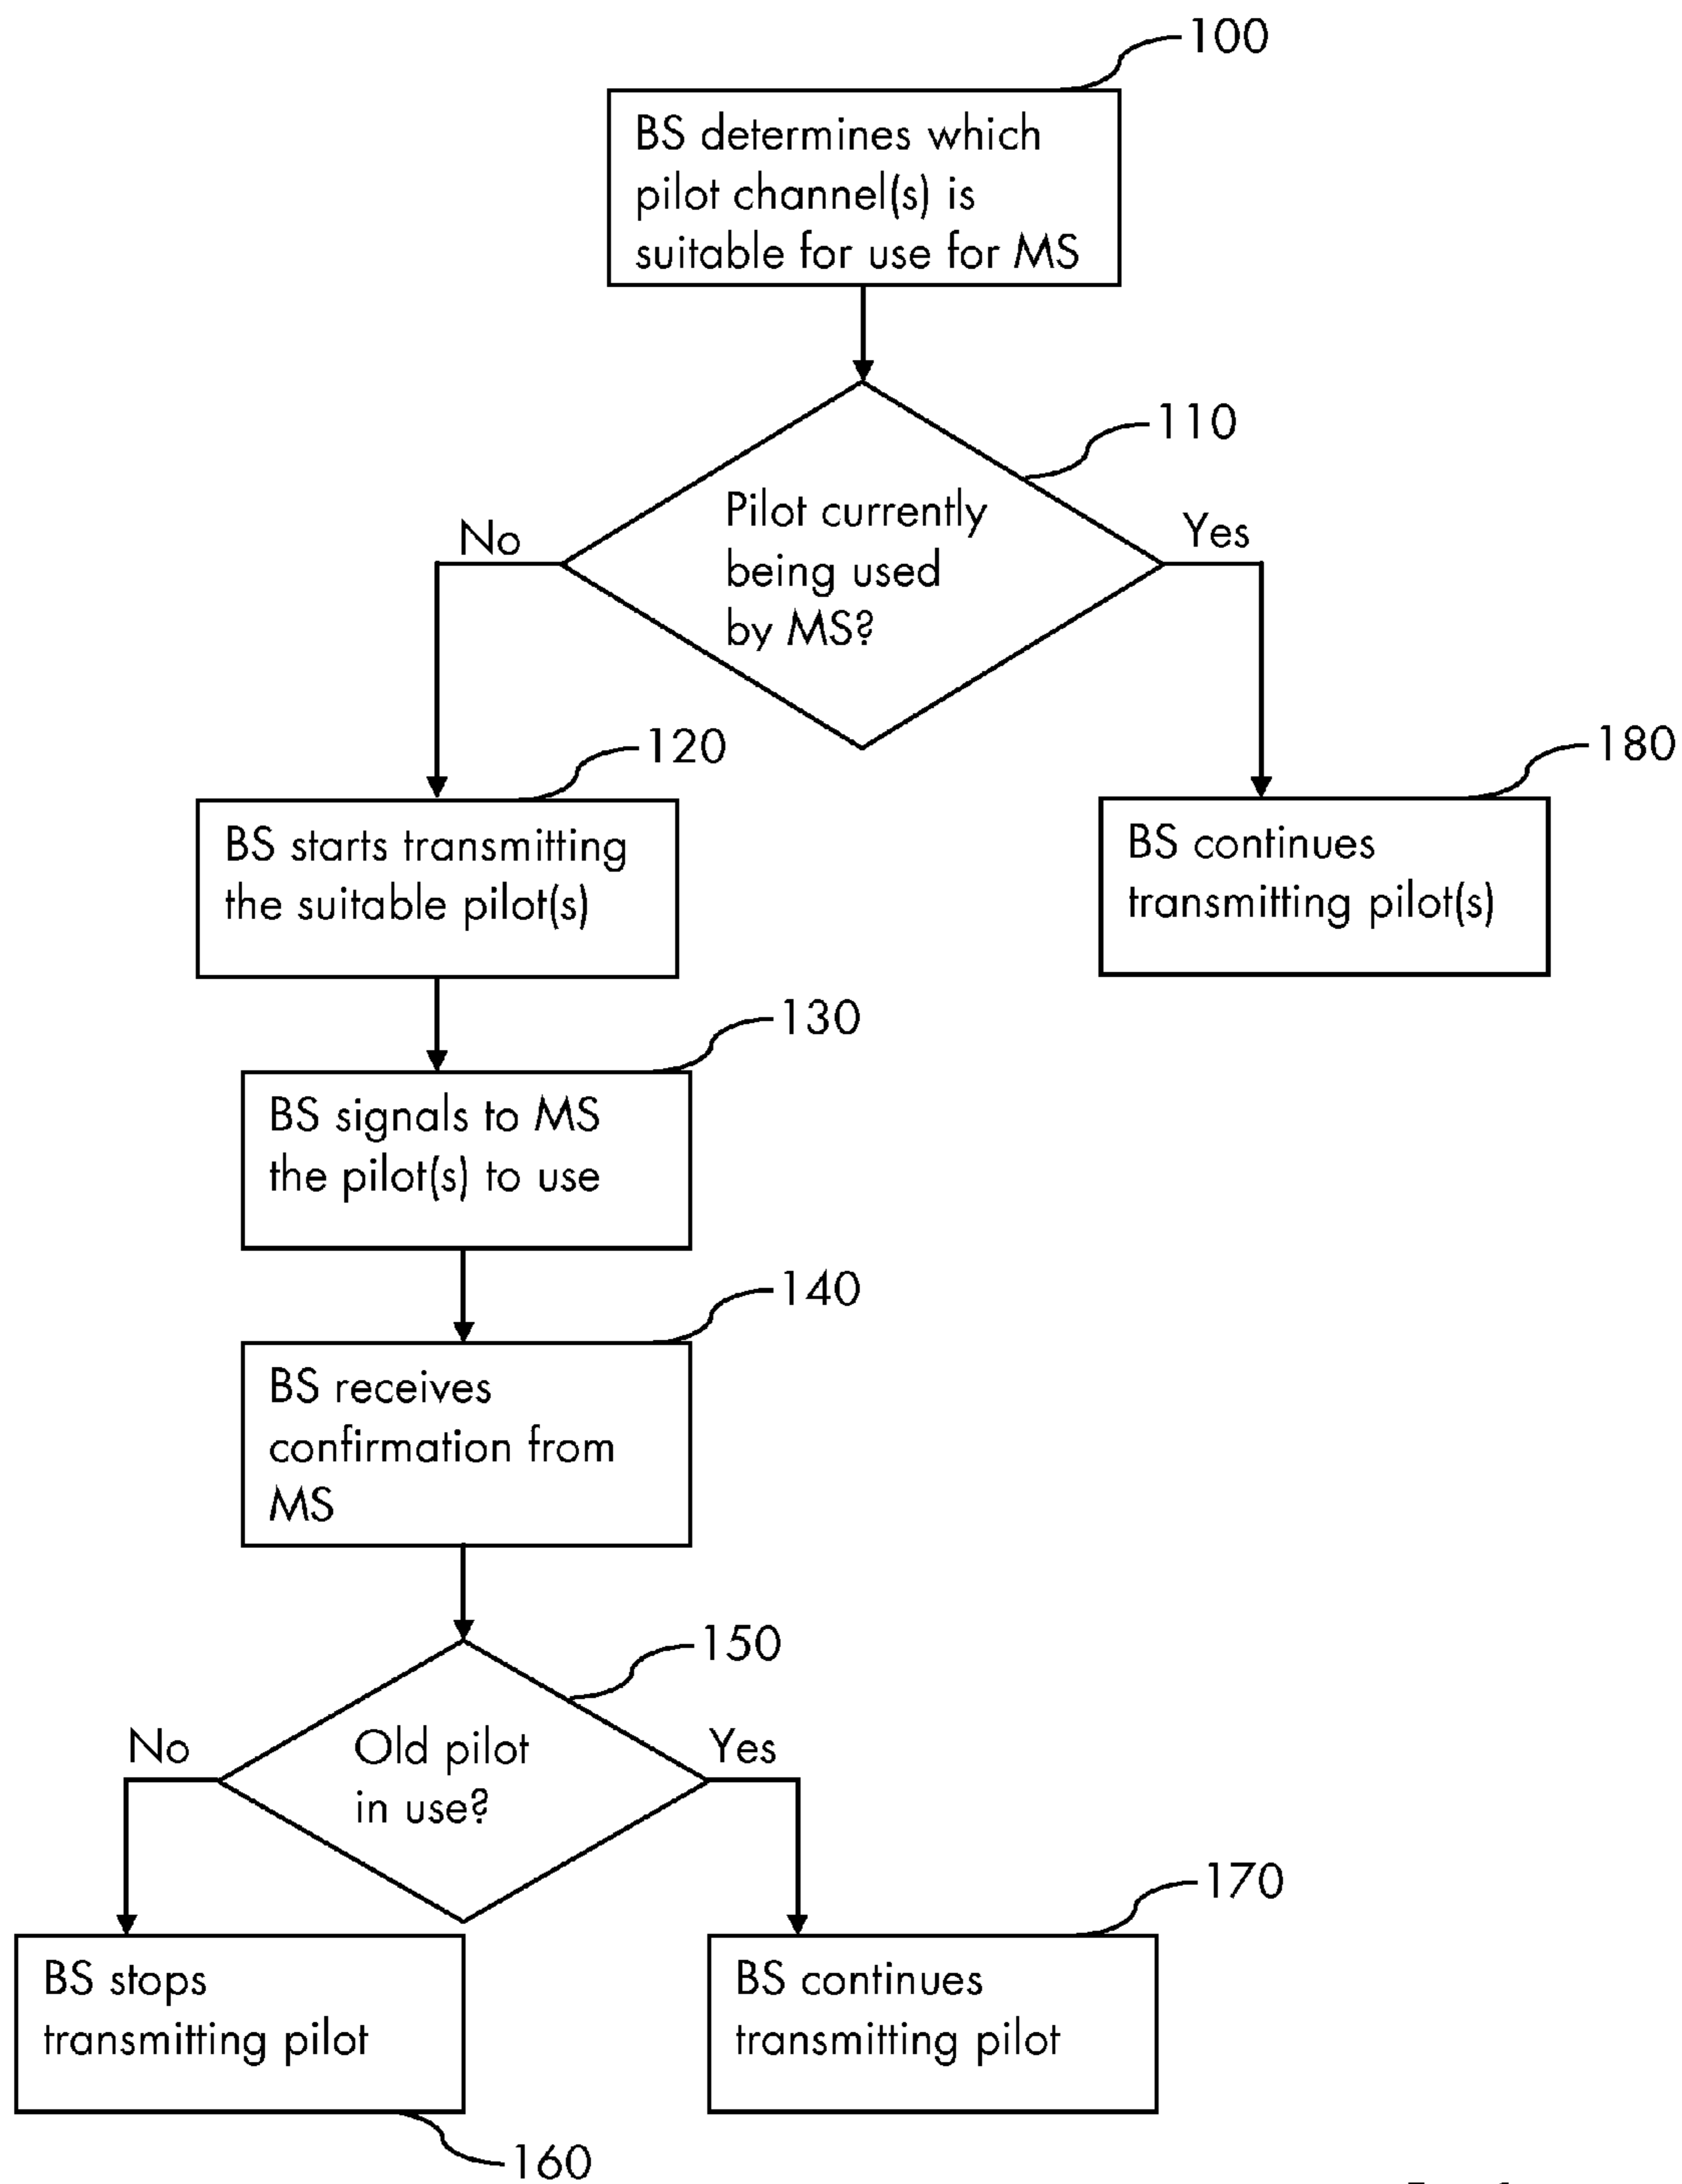 100
BS determines which
pilot channel(s) is
suitable for use for MS
110
Pilot currently
being used
by MS?
No
Yes
120
BS starts transmitting
the suitable pilot(s)
180
BS continues
transmitting pilot(s)
130
BS signals to MS
the pilot(s) to use
140
BS receives
confirmation from
MS
150
Old pilot
in use?
No
Yes
170
BS stops
transmitting pilot
BS continues
transmitting pilot
160